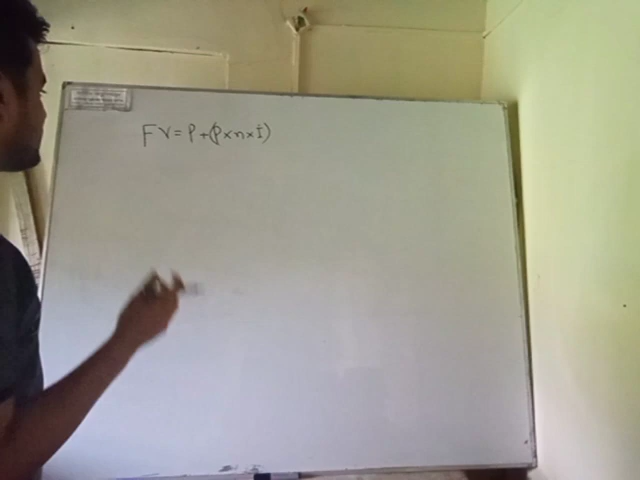 FV = P + (P × n × i)